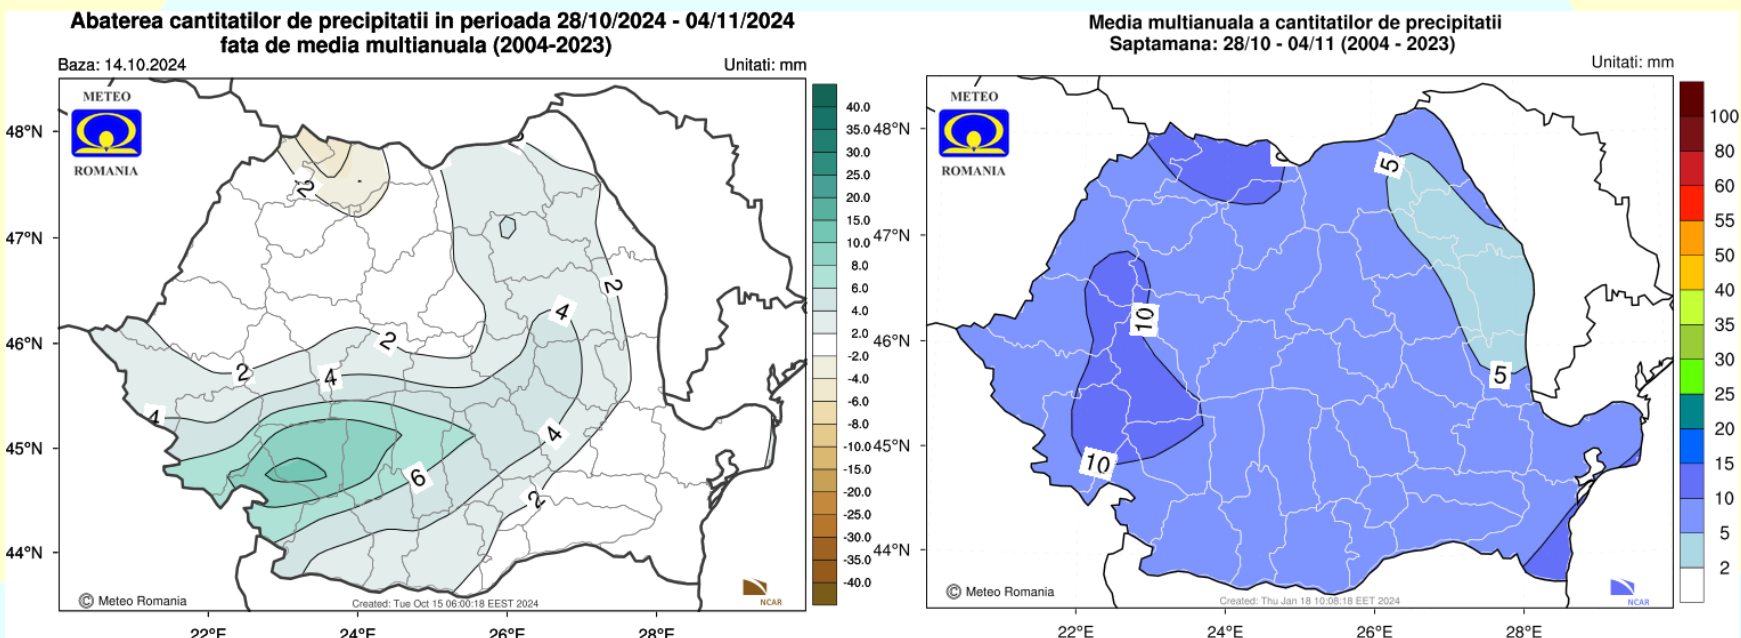 Abaterea cantitatilor de precipitatii in perioada 28/10/2024 - 04/11/2024
fata de media multianuala (2004-2023)
Baza: 14.10.2024
Unitati: mm
METEO
ROMANIA
48°N
47°N
46°N
45°N
44°N
2
2
4
2
2
4
4
4
6
2
40.0
35.0
30.0
25.0
20.0
15.0
10.0
8.0
6.0
4.0
2.0
-2.0
-4.0
-6.0
-8.0
-10.0
-15.0
-20.0
-25.0
-30.0
-35.0
-40.0
© Meteo Romania
Created: Tue Oct 15 06:00:18 EEST 2024
NCAR
22°E
24°E
26°E
28°E
Media multianuala a cantitatilor de precipitatii
Saptamana: 28/10 - 04/11 (2004 - 2023)
Unitati: mm
METEO
ROMANIA
48°N
47°N
46°N
45°N
44°N
5
10
5
10
100
80
60
55
50
40
35
30
25
20
15
10
5
2
© Meteo Romania
Created: Thu Jan 18 10:08:18 EET 2024
NCAR
22°E
24°E
26°E
28°E